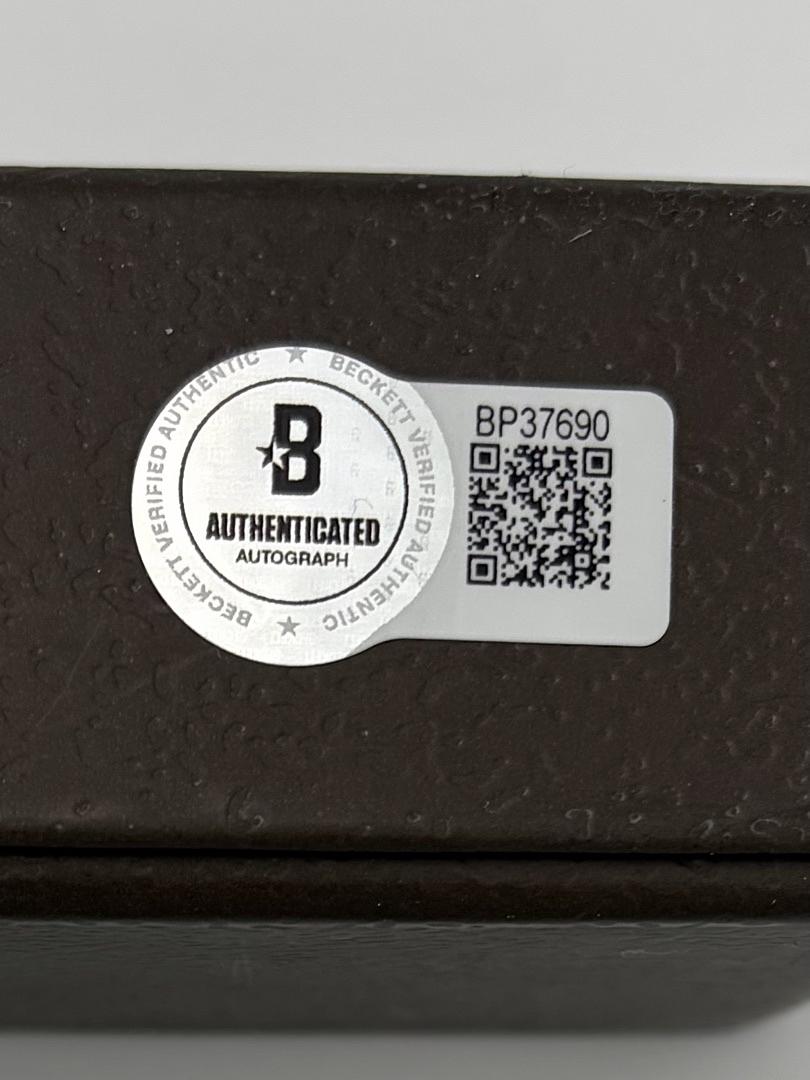 BECKETT VERIFIED AUTHENTIC ★ BECKETT VERIFIED AUTHENTIC ★
B
AUTHENTICATED
AUTOGRAPH
BP37690